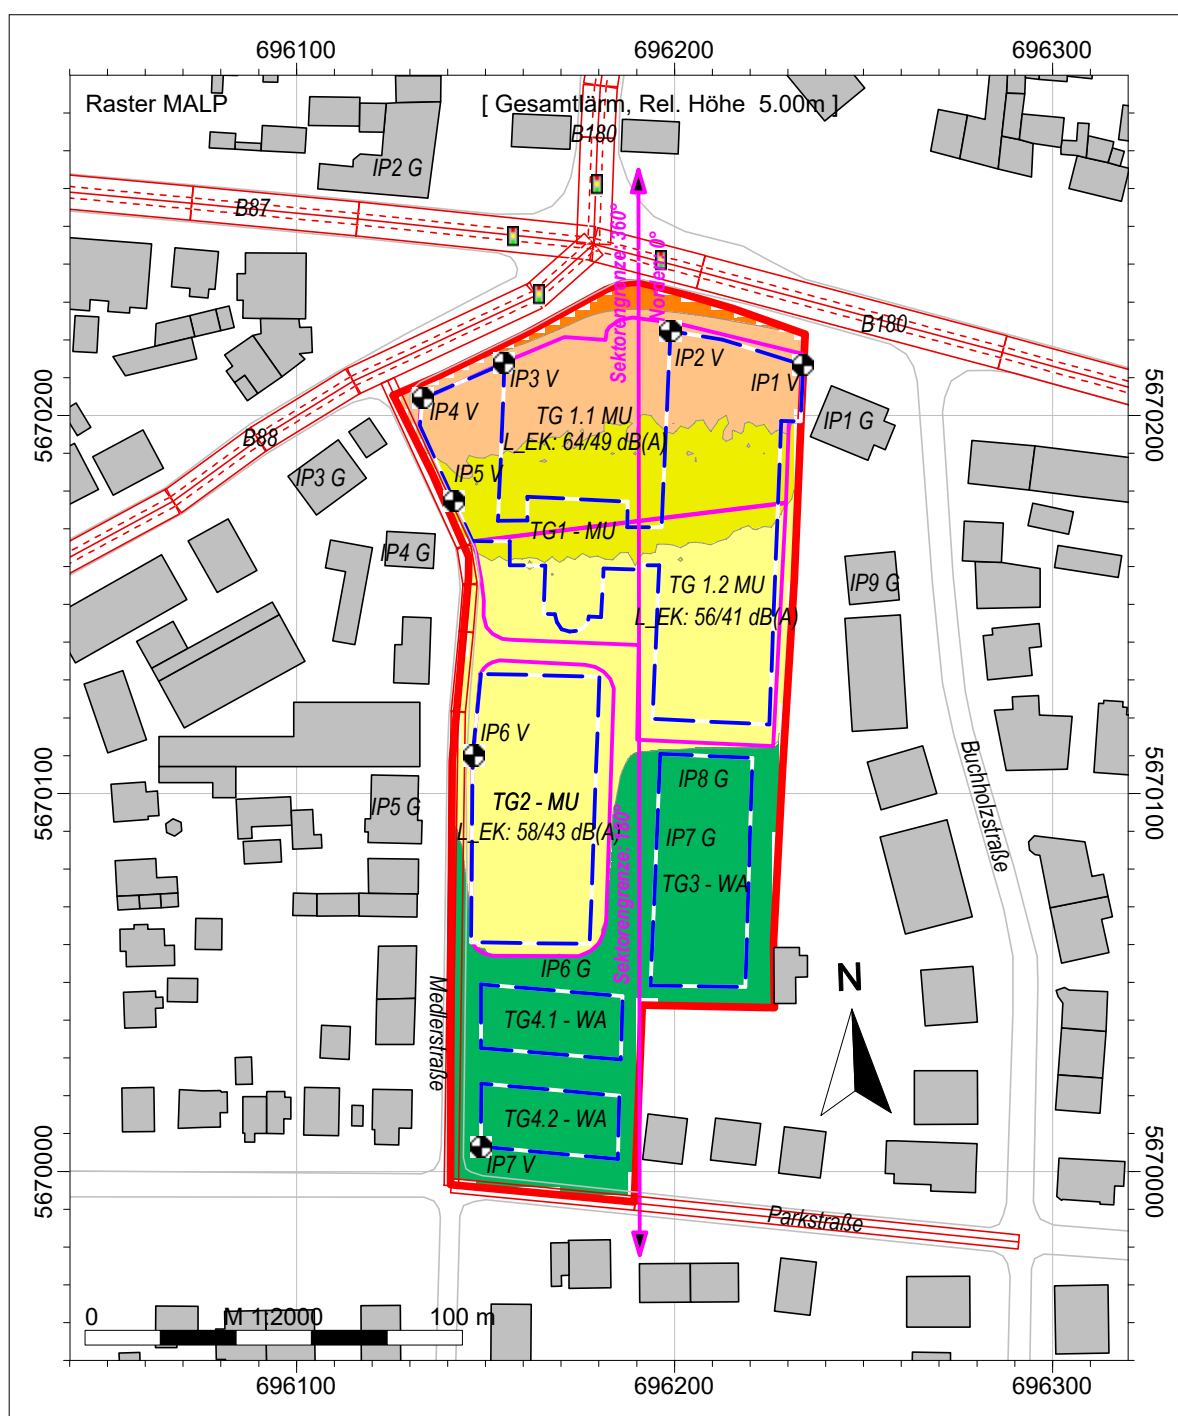 696100
696200
696300
Raster MALP
[ Gesamtlärm, Rel. Höhe 5.00m ]
B180
IP2 G
B87
Sektorengrenze: 360°
Norden: 0°
B180
IP2 V
IP3 V
IP1 V
IP4 V
TG 1.1 MU
L_EK: 64/49 dB(A)
IP1 G
5670200
5670200
B88
IP3 G
IP5 V
TG1 - MU
IP4 G
TG 1.2 MU
L_EK: 56/41 dB(A)
IP9 G
IP6 V
IP8 G
Buchholzstraße
5670100
5670100
IP5 G
TG2 - MU
L_EK: 58/43 dB(A)
IP7 G
Sektorengrenze: 180°
TG3 - WA
IP6 G
N
Medlerstraße
TG4.1 - WA
TG4.2 - WA
IP7 V
5670000
5670000
Parkstraße
0
M 1:2000
100 m
696100
696200
696300